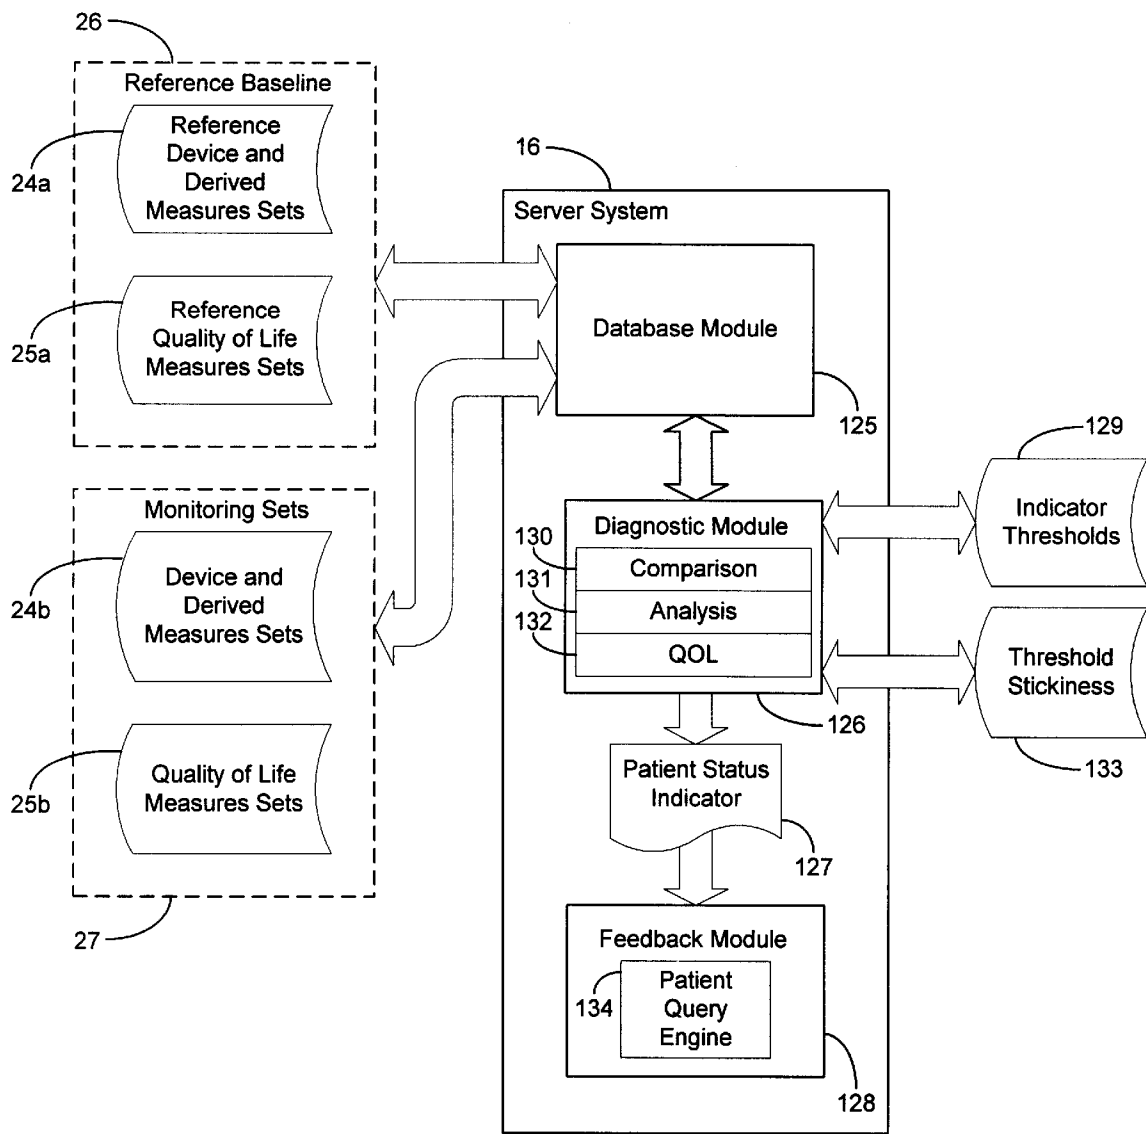 26
Reference Baseline
Reference
Device and
Derived
Measures Sets
24a
Reference
Quality of Life
Measures Sets
25a
Monitoring Sets
Device and
Derived
Measures Sets
24b
Quality of Life
Measures Sets
25b
27
16
Server System
Database Module
125
Diagnostic Module
130
Comparison
131
Analysis
132
QOL
126
129
Indicator
Thresholds
Threshold
Stickiness
133
Patient Status
Indicator
127
Feedback Module
134
Patient
Query
Engine
128